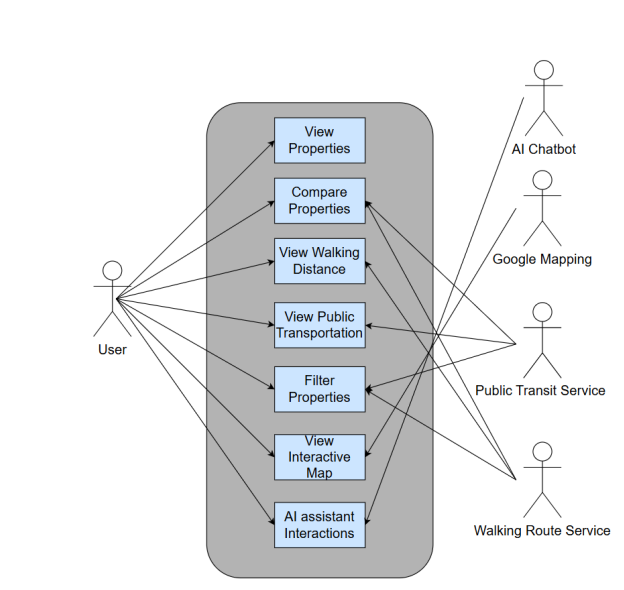 View
Properties
Compare
Properties
View Walking
Distance
View Public
Transportation
Filter
Properties
View
Interactive
Map
AI assistant
Interactions
User
AI Chatbot
Google Mapping
Public Transit Service
Walking Route Service